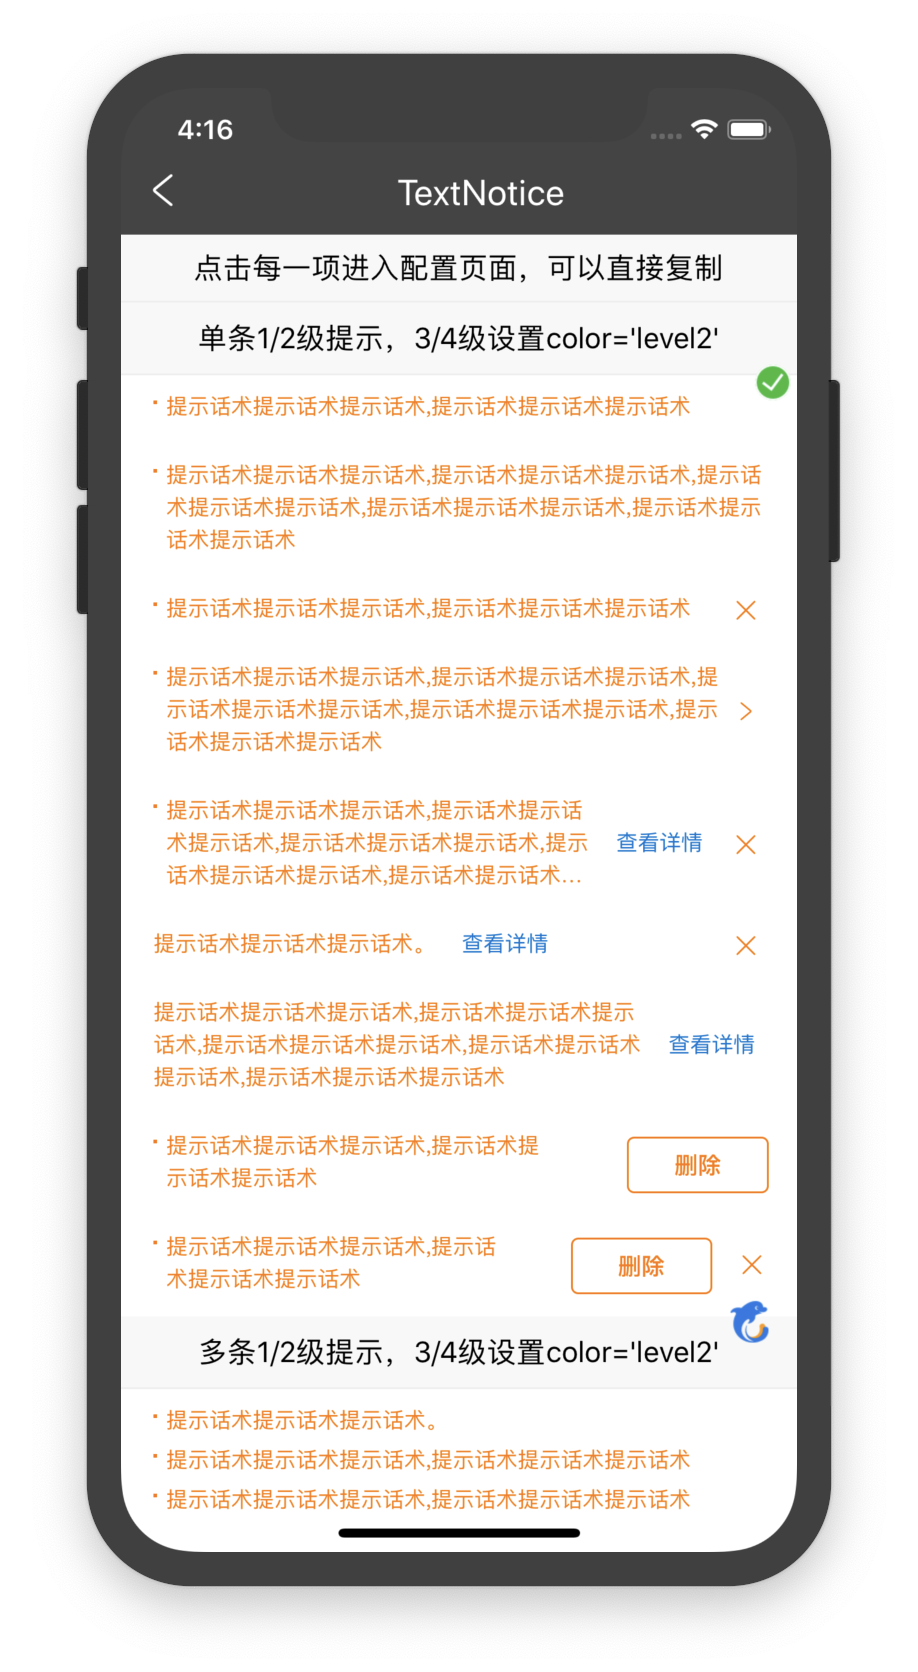 4:16
TextNotice
点击每一项进入配置页面，可以直接复制
单条1/2级提示，3/4级设置color='level2'
提示话术提示话术提示话术,提示话术提示话术提示话术
提示话术提示话术提示话术,提示话术提示话术提示话术,提示话
术提示话术提示话术,提示话术提示话术提示话术,提示话术提示
话术提示话术
提示话术提示话术提示话术,提示话术提示话术提示话术
提示话术提示话术提示话术,提示话术提示话术提示话术,提
示话术提示话术提示话术,提示话术提示话术提示话术,提示
话术提示话术提示话术
提示话术提示话术提示话术,提示话术提示话
术提示话术,提示话术提示话术提示话术,提示 查看详情
话术提示话术提示话术,提示话术提示话术...
提示话术提示话术提示话术。 查看详情
提示话术提示话术提示话术,提示话术提示话术提示
话术,提示话术提示话术提示话术,提示话术提示话术 查看详情
提示话术,提示话术提示话术提示话术
提示话术提示话术提示话术,提示话术提
示话术提示话术
删除
提示话术提示话术提示话术,提示话
术提示话术提示话术
删除
多条1/2级提示，3/4级设置color='level2'
提示话术提示话术提示话术。
提示话术提示话术提示话术,提示话术提示话术提示话术
提示话术提示话术提示话术,提示话术提示话术提示话术